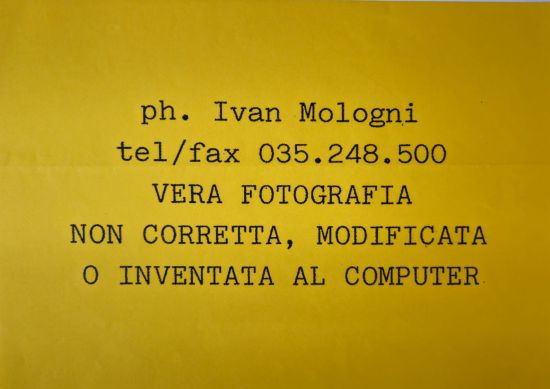 ph. Ivan Mologni
tel/fax 035.248.500
VERA FOTOGRAFIA
NON CORRETTA, MODIFICATA
O INVENTATA AL COMPUTER